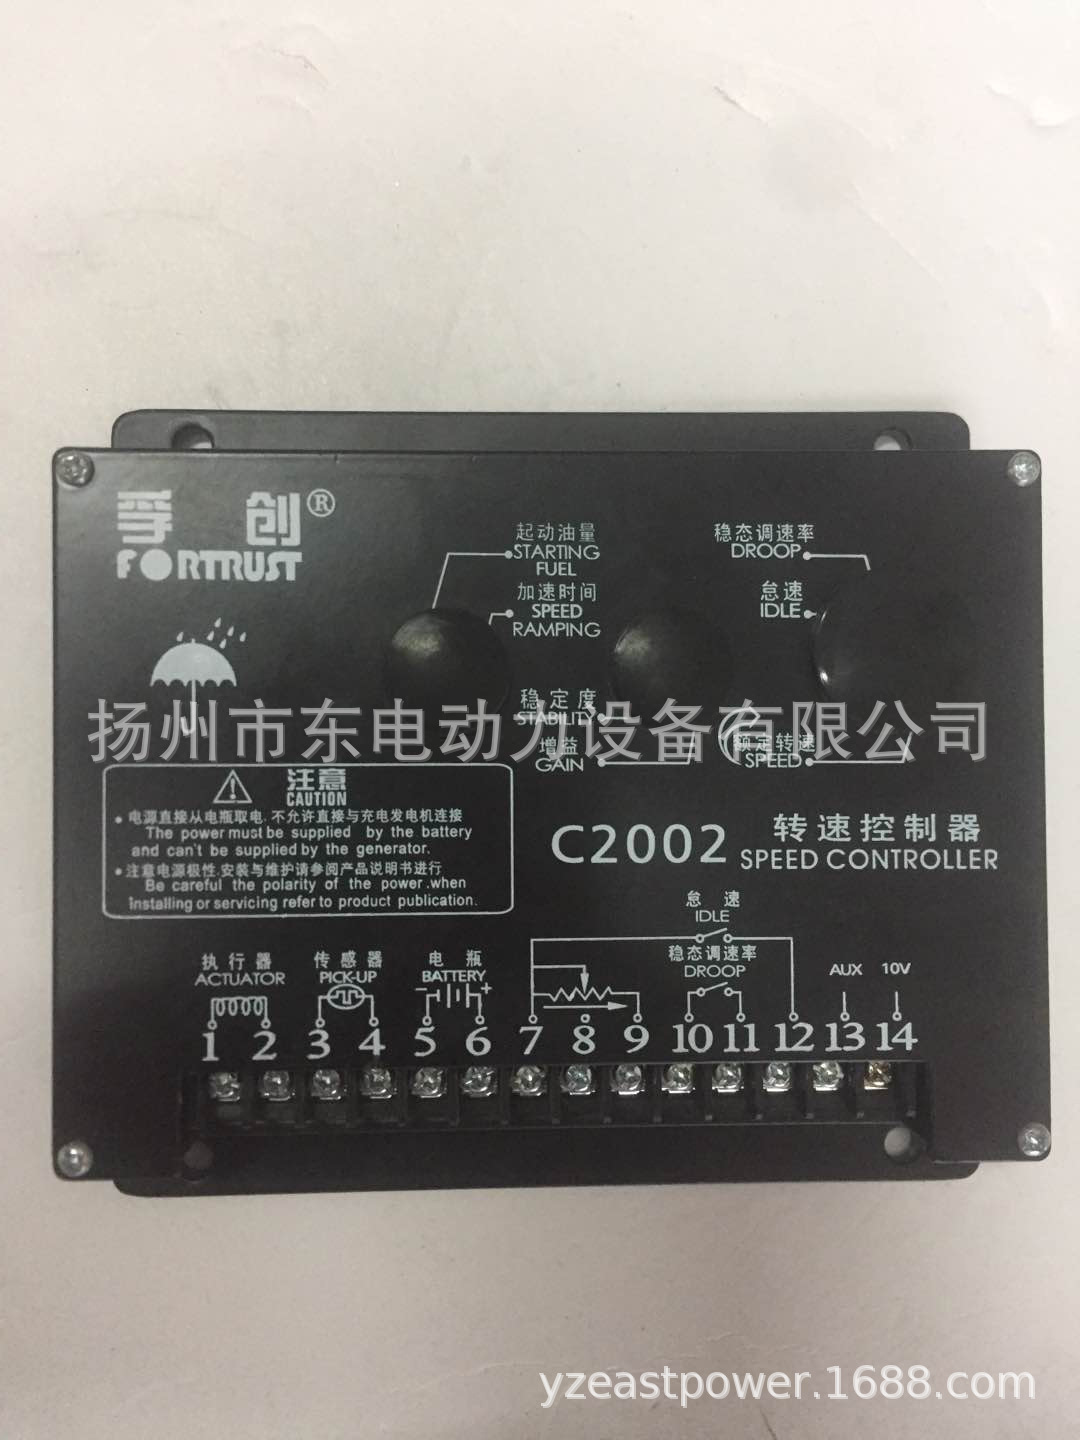 孚创®
FORTRUST
起动油量
STARTING
FUEL
加速时间
SPEED
RAMPING
稳态调速率
DROOP
怠速
IDLE
稳定度
STABILITY
增益
GAIN
额定转速
SPEED
扬州市东电动力设备有限公司
注意
CAUTION
• 电源直接从电瓶取电.不允许直接与充电发电机连接
The power must be supplied by the battery
and can't be supplied by the generator.
• 注意电源极性.安装与维护请参阅产品说明书进行
Be careful the polarity of the power.when
installing or servicing refer to product publication.
C2002 转速控制器
SPEED CONTROLLER
怠速
IDLE
执行器
ACTUATOR
传感器
PICK-UP
电瓶
BATTERY
- +
稳态调速率
DROOP
AUX 10V
1 2 3 4 5 6 7 8 9 10 11 12 13 14
yzeastpower.1688.com